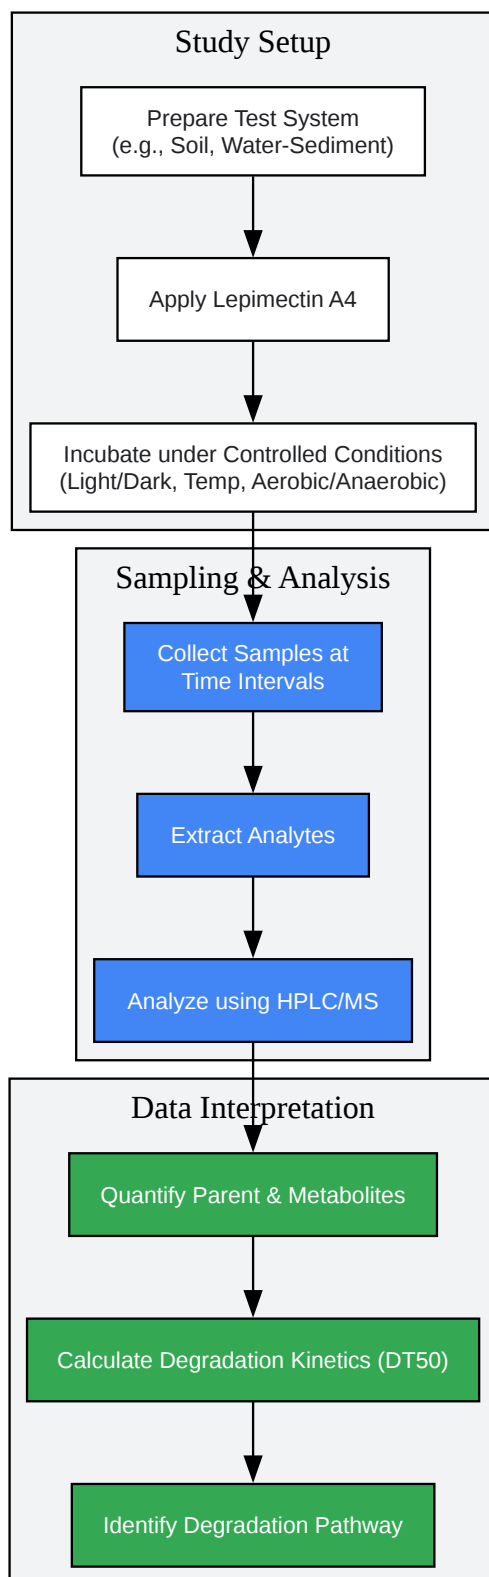 Study Setup
Prepare Test System
(e.g., Soil, Water-Sediment)
Apply Lepimectin A4
Incubate under Controlled Conditions
(Light/Dark, Temp, Aerobic/Anaerobic)
Sampling & Analysis
Collect Samples at
Time Intervals
Extract Analytes
Analyze using HPLC/MS
Data Interpretation
Quantify Parent & Metabolites
Calculate Degradation Kinetics (DT50)
Identify Degradation Pathway